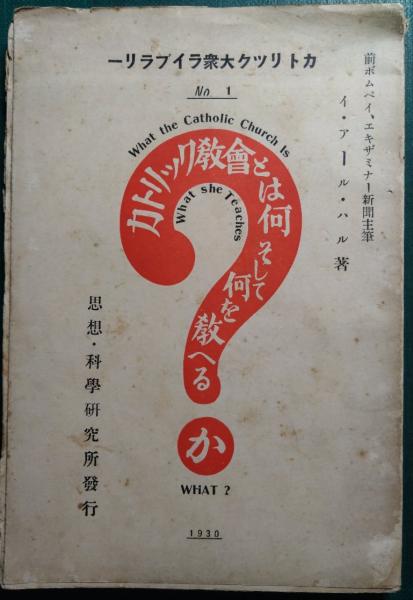 カトリツク大衆ライブラリー
No 1
What the Catholic Church Is
What she Teaches
カトリック教會とは何そして
何を教へる
か
WHAT ?
前ボムベイ、エキザミナー新聞主筆
イ・アール・ハル 著
思想・科學研究所發行
1930